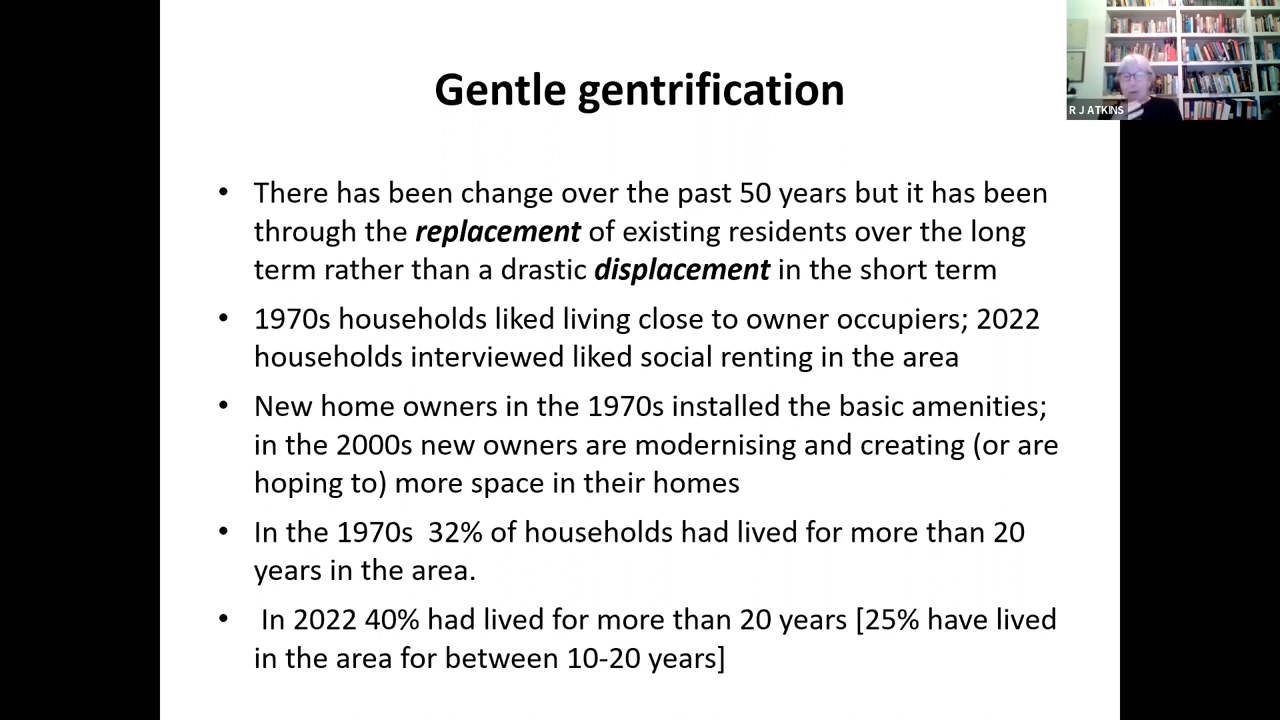 Gentle gentrification
R J ATKINS
• There has been change over the past 50 years but it has been
through the replacement of existing residents over the long
term rather than a drastic displacement in the short term
• 1970s households liked living close to owner occupiers; 2022
households interviewed liked social renting in the area
• New home owners in the 1970s installed the basic amenities;
in the 2000s new owners are modernising and creating (or are
hoping to) more space in their homes
• In the 1970s  32% of households had lived for more than 20
years in the area.
•  In 2022 40% had lived for more than 20 years [25% have lived
in the area for between 10-20 years]